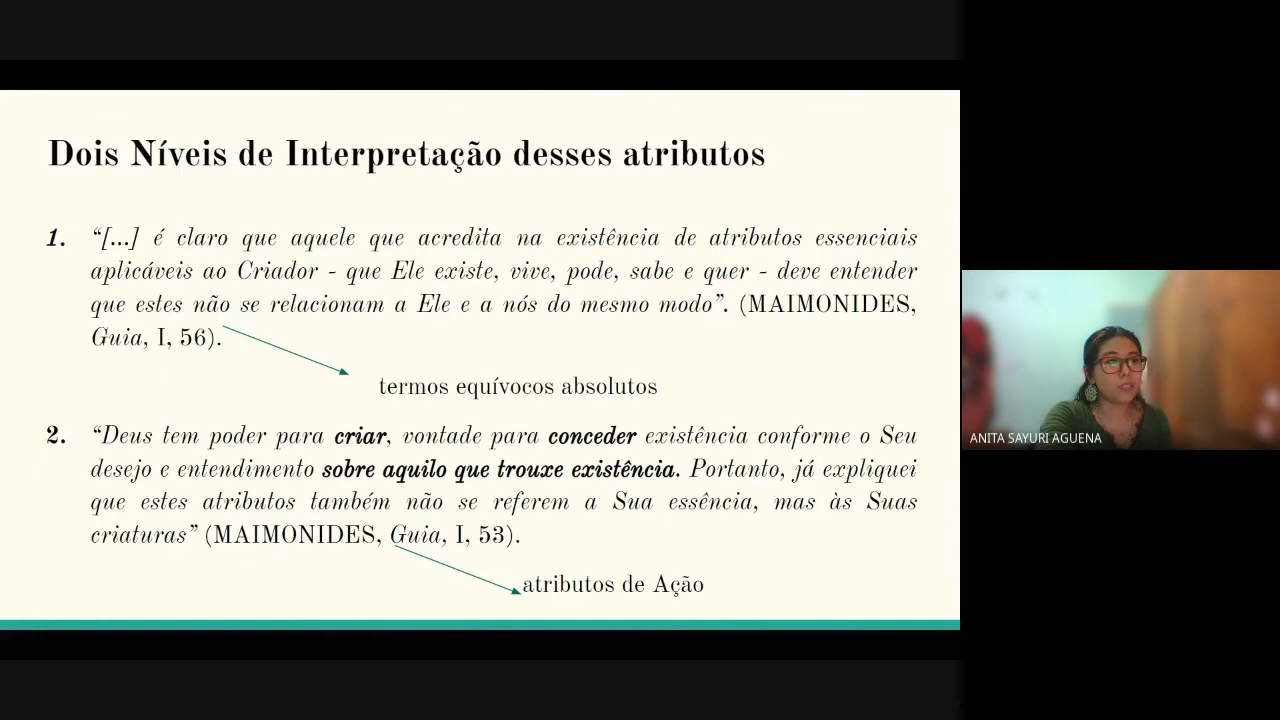 Dois Níveis de Interpretação desses atributos
1. “[...] é claro que aquele que acredita na existência de atributos essenciais
aplicáveis ao Criador - que Ele existe, vive, pode, sabe e quer - deve entender
que estes não se relacionam a Ele e a nós do mesmo modo”. (MAIMONIDES,
Guia, I, 56).
termos equívocos absolutos
2. “Deus tem poder para criar, vontade para conceder existência conforme o Seu
desejo e entendimento sobre aquilo que trouxe existência. Portanto, já expliquei
que estes atributos também não se referem a Sua essência, mas às Suas
criaturas” (MAIMONIDES, Guia, I, 53).
atributos de Ação
ANITA SAYURI AGUENA